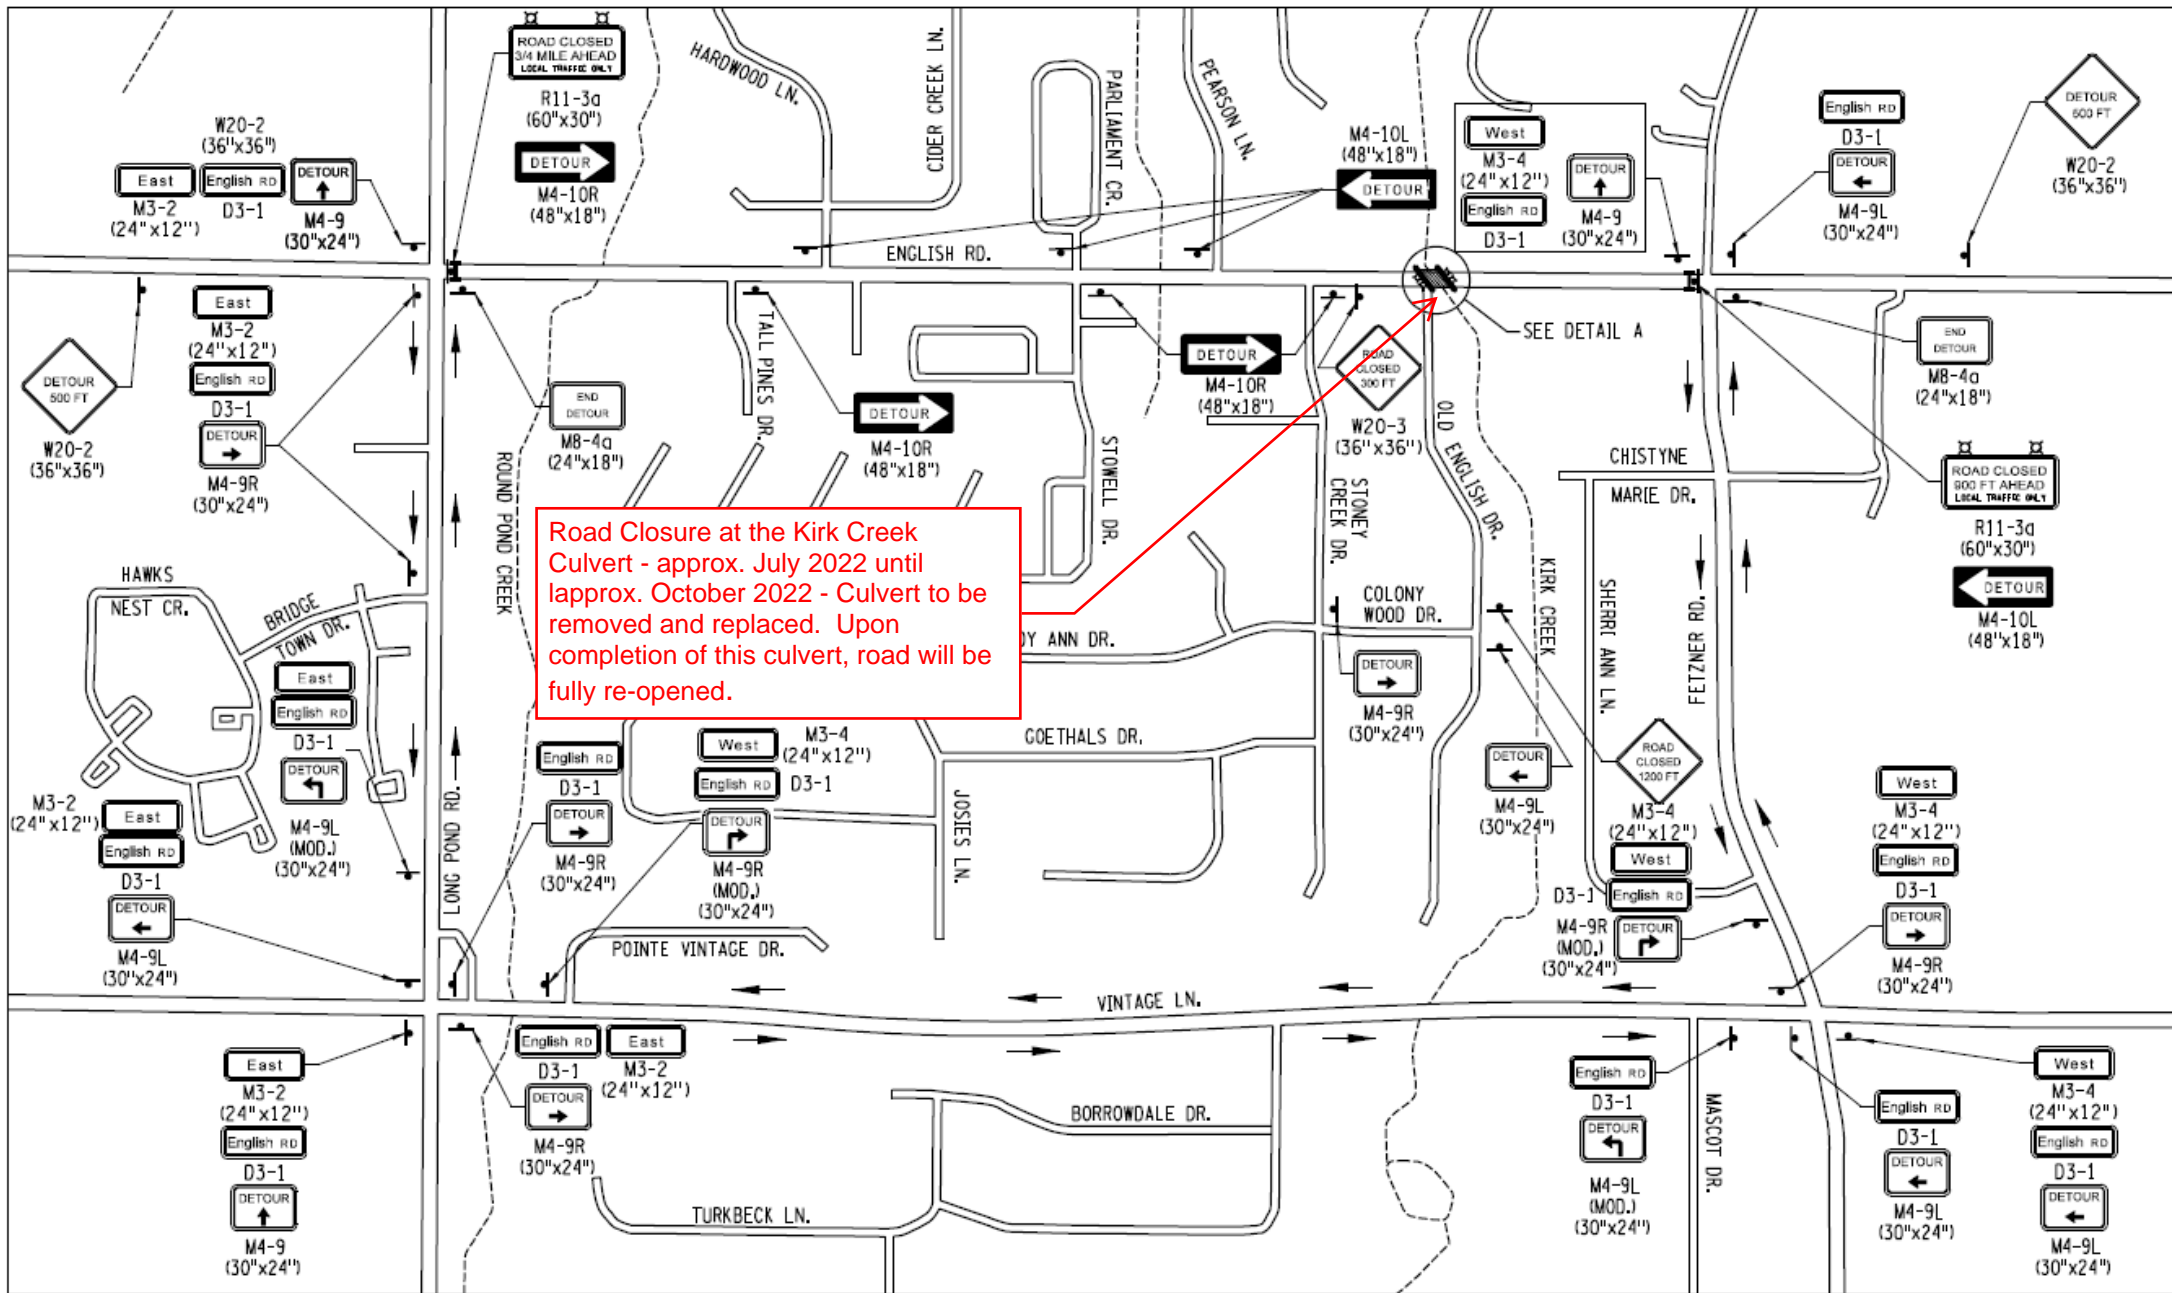 ROAD CLOSED
3/4 MILE AHEAD
LOCAL TRAFFIC ONLY
R11-3a
(60"x30")
DETOUR
M4-10R
(48"x18")
HARDWOOD LN.
CIDER CREEK LN.
PARLIAMENT CR.
PEARSON LN.
M4-10L
(48"x18")
DETOUR
West
M3-4
(24"x12")
English RD
D3-1
DETOUR
M4-9
(30"x24")
English RD
D3-1
DETOUR
M4-9L
(30"x24")
DETOUR
W20-2
(36"x36")
W20-2
(36"x36")
East
M3-2
(24"x12")
English RD
D3-1
DETOUR
M4-9
(30"x24")
ENGLISH RD.
East
M3-2
(24"x12")
English RD
D3-1
DETOUR
M4-9R
(30"x24")
DETOUR
500 FT
W20-2
(36"x36")
END
DETOUR
M8-4a
(24"x18")
TALL PINES DR.
DETOUR
M4-10R
(48"x18")
DETOUR
M4-10R
(48"x18")
ROAD
CLOSED
300 FT
W20-3
(36"x36")
SEE DETAIL A
END
DETOUR
M8-4a
(24"x18")
ROAD CLOSED
900 FT AHEAD
LOCAL TRAFFIC ONLY
R11-3a
(60"x30")
DETOUR
M4-10L
(48"x18")
CHISTYNE
MARIE DR.
OLD ENGLISH DR.
STONEY
CREEK DR.
STOWELL DR.
ROUND POND CREEK
Road Closure at the Kirk Creek
Culvert - approx. July 2022 until
lapprox. October 2022 - Culvert to be
removed and replaced.  Upon
completion of this culvert, road will be
fully re-opened.
HAWKS
NEST CR.
BRIDGE
TOWN DR.
East
English RD
D3-1
DETOUR
M4-9L
(MOD.)
(30"x24")
M3-2
(24"x12")
East
English RD
D3-1
DETOUR
M4-9L
(30"x24")
LONG POND RD.
English RD
D3-1
DETOUR
M4-9R
(30"x24")
West
M3-4
(24"x12")
English RD
D3-1
DETOUR
M4-9R
(MOD.)
(30"x24")
DY ANN DR.
GOETHALS DR.
JOSIES LN.
COLONY
WOOD DR.
DETOUR
M4-9R
(30"x24")
KIRK CREEK
SHERRI ANN LN.
FETZNER RD.
DETOUR
M4-9L
(30"x24")
ROAD
CLOSED
1200 FT
M3-4
(24"x12")
West
D3-1
English RD
M4-9R
(MOD.)
(30"x24")
DETOUR
West
M3-4
(24"x12")
English RD
D3-1
DETOUR
M4-9R
(30"x24")
POINTE VINTAGE DR.
VINTAGE LN.
East
M3-2
(24"x12")
English RD
D3-1
DETOUR
M4-9
(30"x24")
English RD
D3-1
East
M3-2
(24"x12")
DETOUR
M4-9R
(30"x24")
BORROWDALE DR.
TURKBECK LN.
English RD
D3-1
DETOUR
M4-9L
(MOD.)
(30"x24")
MASCOT DR.
English RD
D3-1
DETOUR
M4-9L
(30"x24")
West
M3-4
(24"x12")
English RD
D3-1
DETOUR
M4-9L
(30"x24")